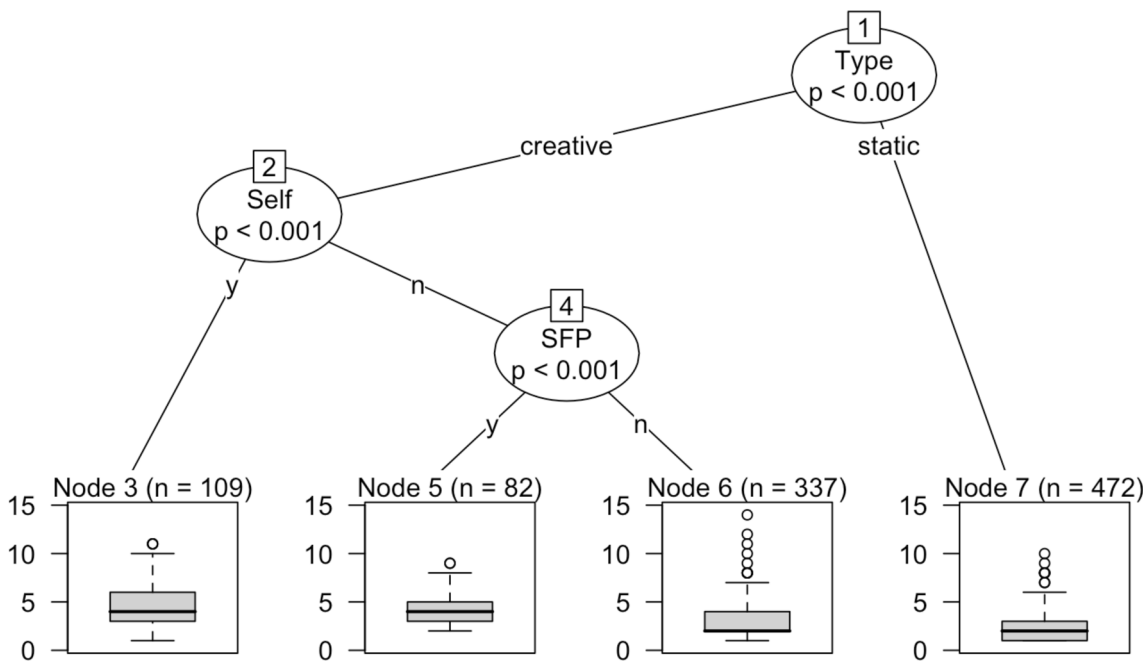 1
Type
p < 0.001
creative
static
2
Self
p < 0.001
y
n
4
SFP
p < 0.001
y
n
Node 3 (n = 109)
15
10
5
0
Node 5 (n = 82)
15
10
5
0
Node 6 (n = 337)
15
10
5
0
Node 7 (n = 472)
15
10
5
0